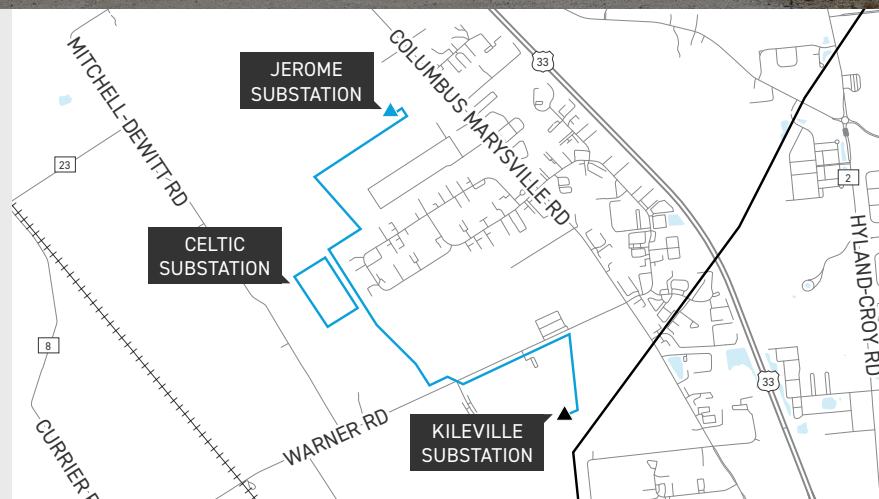 MITCHELL-DEWITT RD
COLUMBUS MARYSVILLE RD
33
JEROME
SUBSTATION
23
2
CELTIC
SUBSTATION
HYLAND-CROY RD
8
33
CURRIER
WARNER RD
KILEVILLE
SUBSTATION